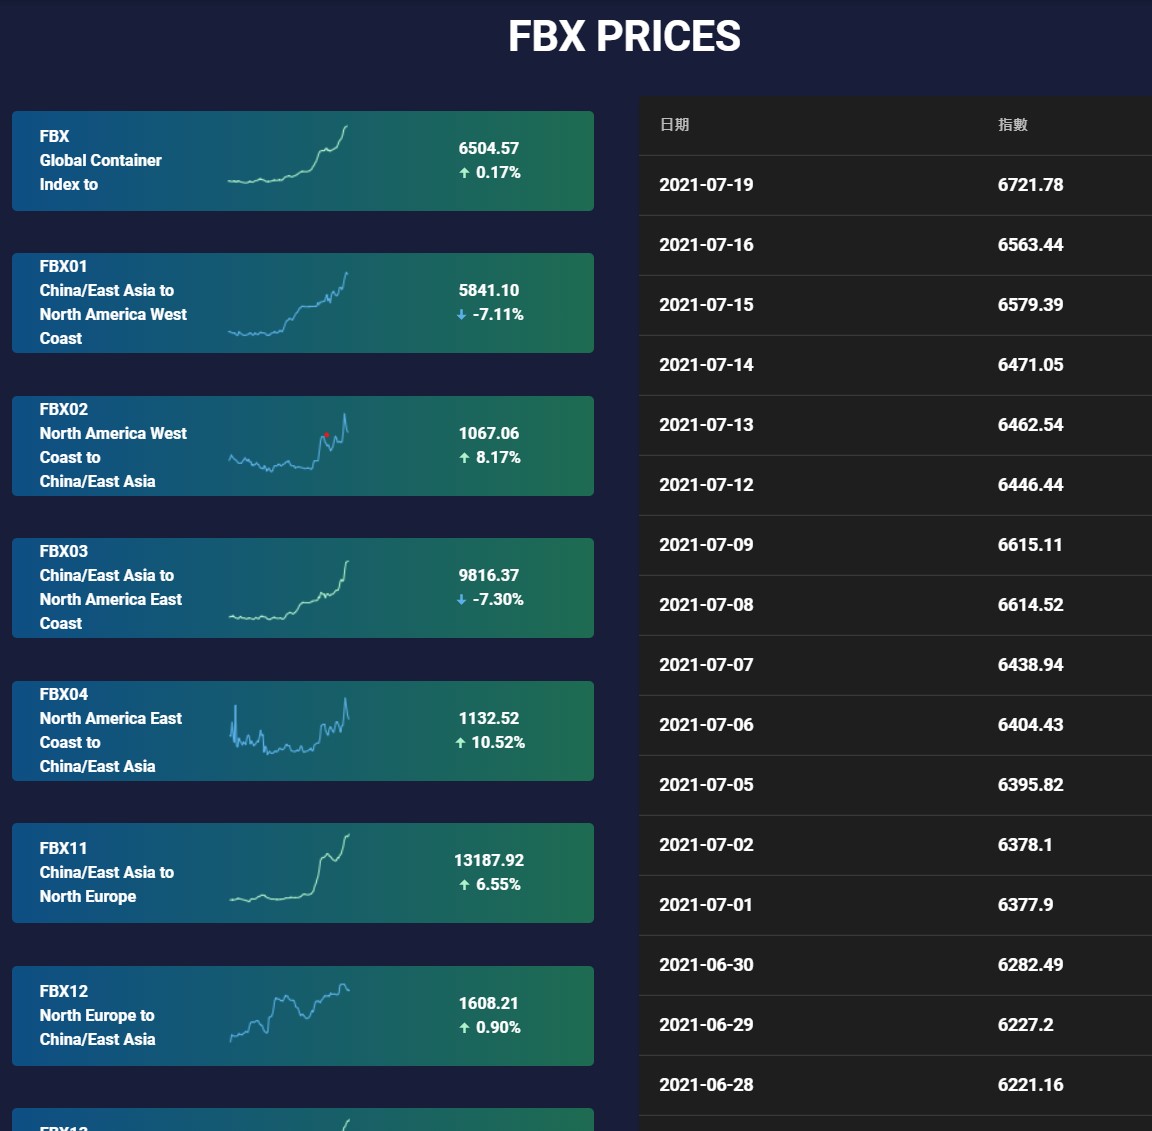 FBX PRICES
FBX
Global Container
Index to
6504.57
0.17%
FBX01
China/East Asia to
North America West
Coast
5841.10
-7.11%
FBX02
North America West
Coast to
China/East Asia
1067.06
8.17%
FBX03
China/East Asia to
North America East
Coast
9816.37
-7.30%
FBX04
North America East
Coast to
China/East Asia
1132.52
10.52%
FBX11
China/East Asia to
North Europe
13187.92
6.55%
FBX12
North Europe to
China/East Asia
1608.21
0.90%
日期 指數
2021-07-19 6721.78
2021-07-16 6563.44
2021-07-15 6579.39
2021-07-14 6471.05
2021-07-13 6462.54
2021-07-12 6446.44
2021-07-09 6615.11
2021-07-08 6614.52
2021-07-07 6438.94
2021-07-06 6404.43
2021-07-05 6395.82
2021-07-02 6378.1
2021-07-01 6377.9
2021-06-30 6282.49
2021-06-29 6227.2
2021-06-28 6221.16